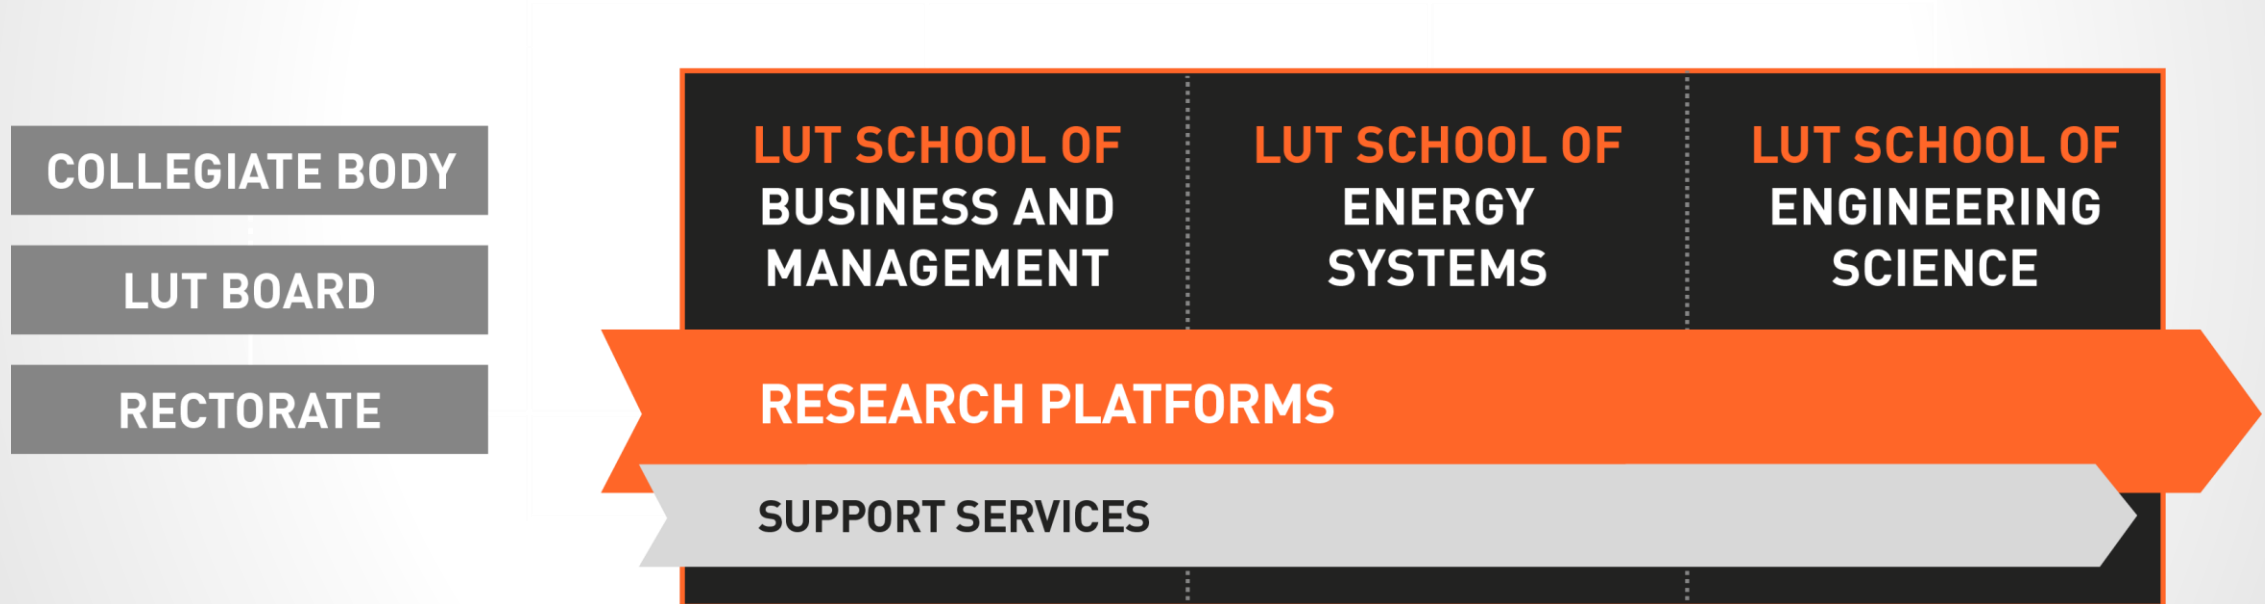 COLLEGIATE BODY
LUT BOARD
RECTORATE
LUT SCHOOL OF
BUSINESS AND
MANAGEMENT
LUT SCHOOL OF
ENERGY
SYSTEMS
LUT SCHOOL OF
ENGINEERING
SCIENCE
RESEARCH PLATFORMS
SUPPORT SERVICES